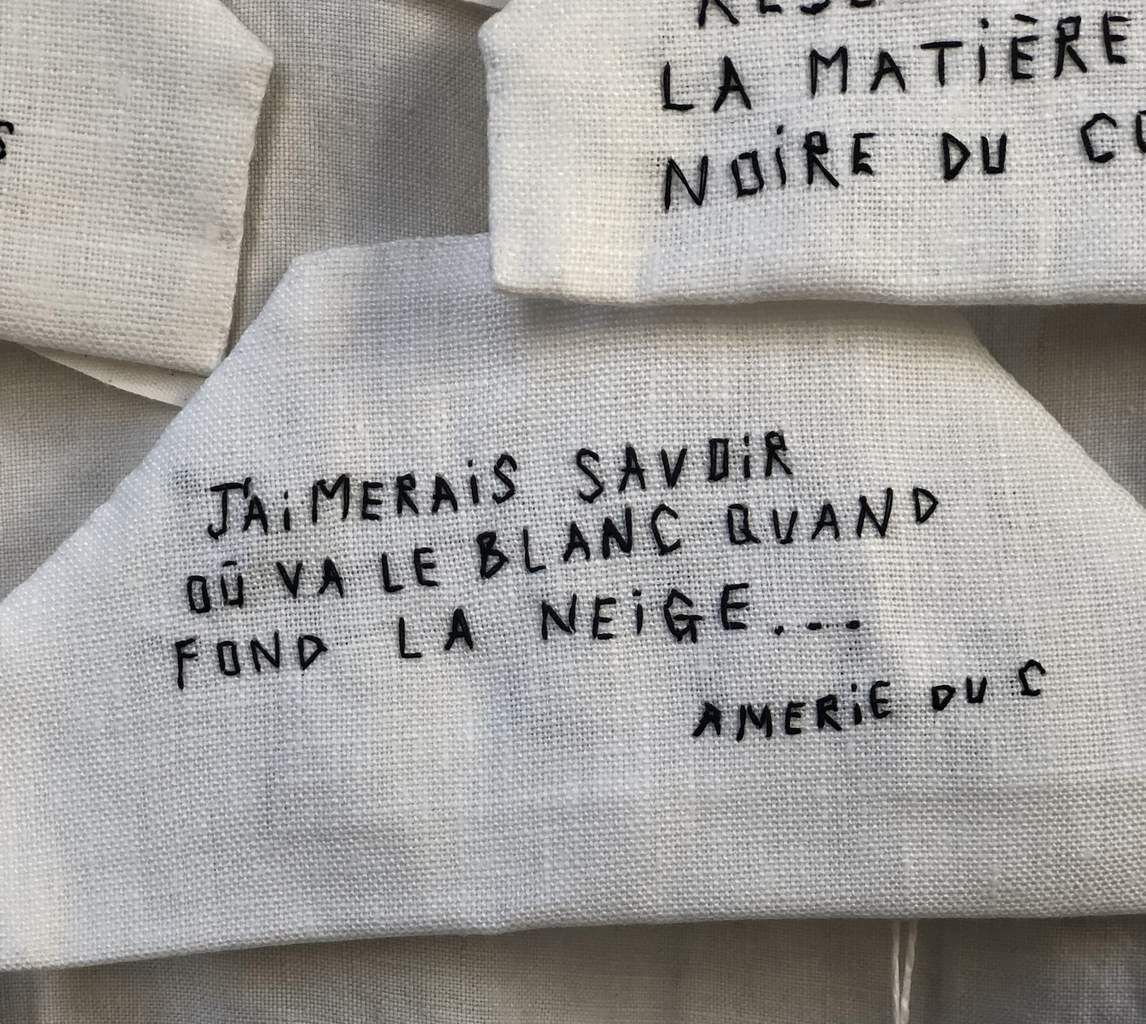 LA MATIÈRE
NOIRE DU
J'AIMERAIS SAVOIR
OÙ VA LE BLANC QUAND
FOND LA NEIGE...
AMERIE DU C